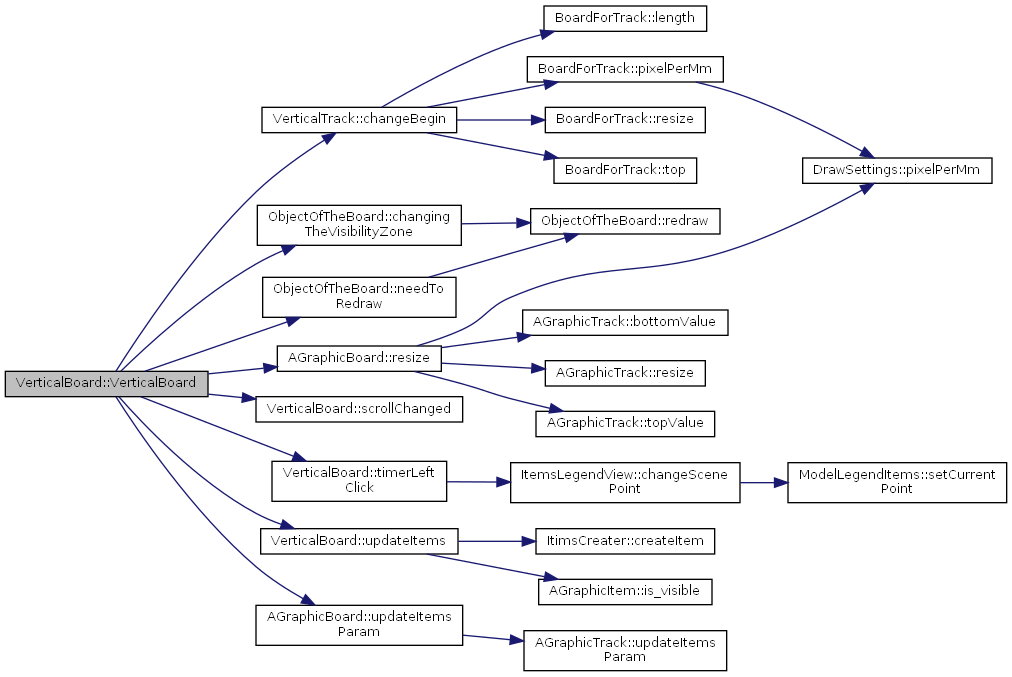 BoardForTrack::length
BoardForTrack::pixelPerMm
VerticalTrack::changeBegin
BoardForTrack::resize
BoardForTrack::top
DrawSettings::pixelPerMm
ObjectOfTheBoard::changing
TheVisibilityZone
ObjectOfTheBoard::redraw
ObjectOfTheBoard::needTo
Redraw
AGraphicTrack::bottomValue
AGraphicBoard::resize
AGraphicTrack::resize
VerticalBoard::VerticalBoard
VerticalBoard::scrollChanged
AGraphicTrack::topValue
VerticalBoard::timerLeft
Click
ItemsLegendView::changeScene
Point
ModelLegendItems::setCurrent
Point
VerticalBoard::updateItems
ItimsCreater::createItem
AGraphicItem::is_visible
AGraphicBoard::updateItems
Param
AGraphicTrack::updateItems
Param